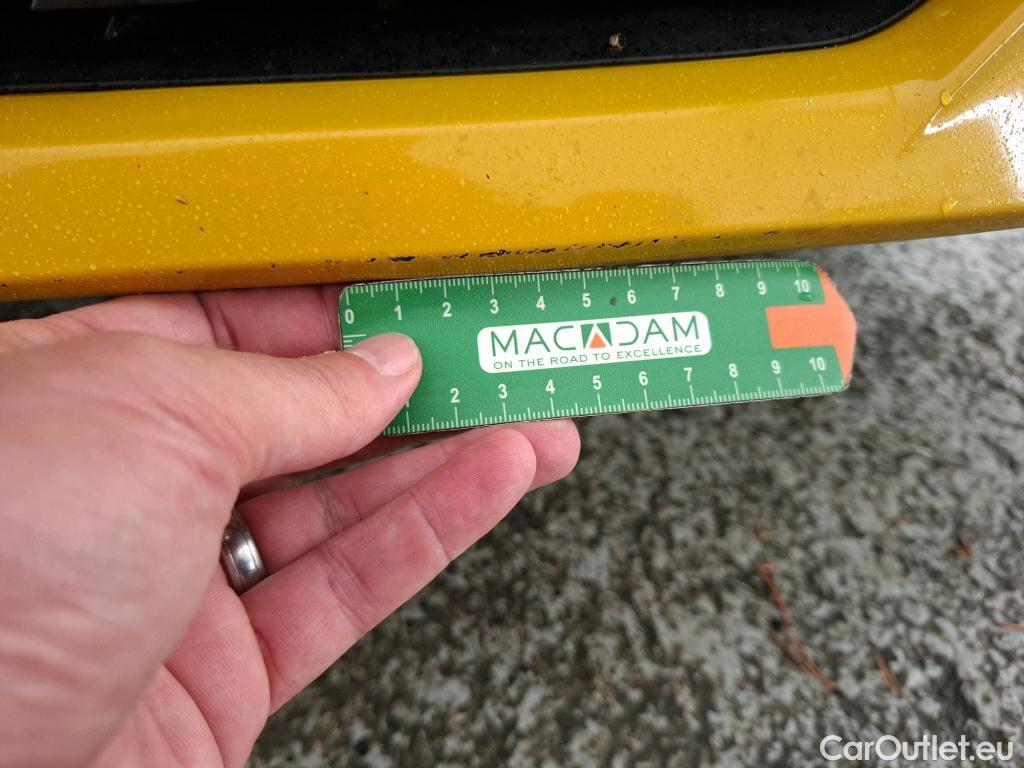 0 1 2 3 4 5 6 7 8 9 10
MACADAM
ON THE ROAD TO EXCELLENCE
2 3 4 5 6 7 8 9 10
CarOutlet.eu